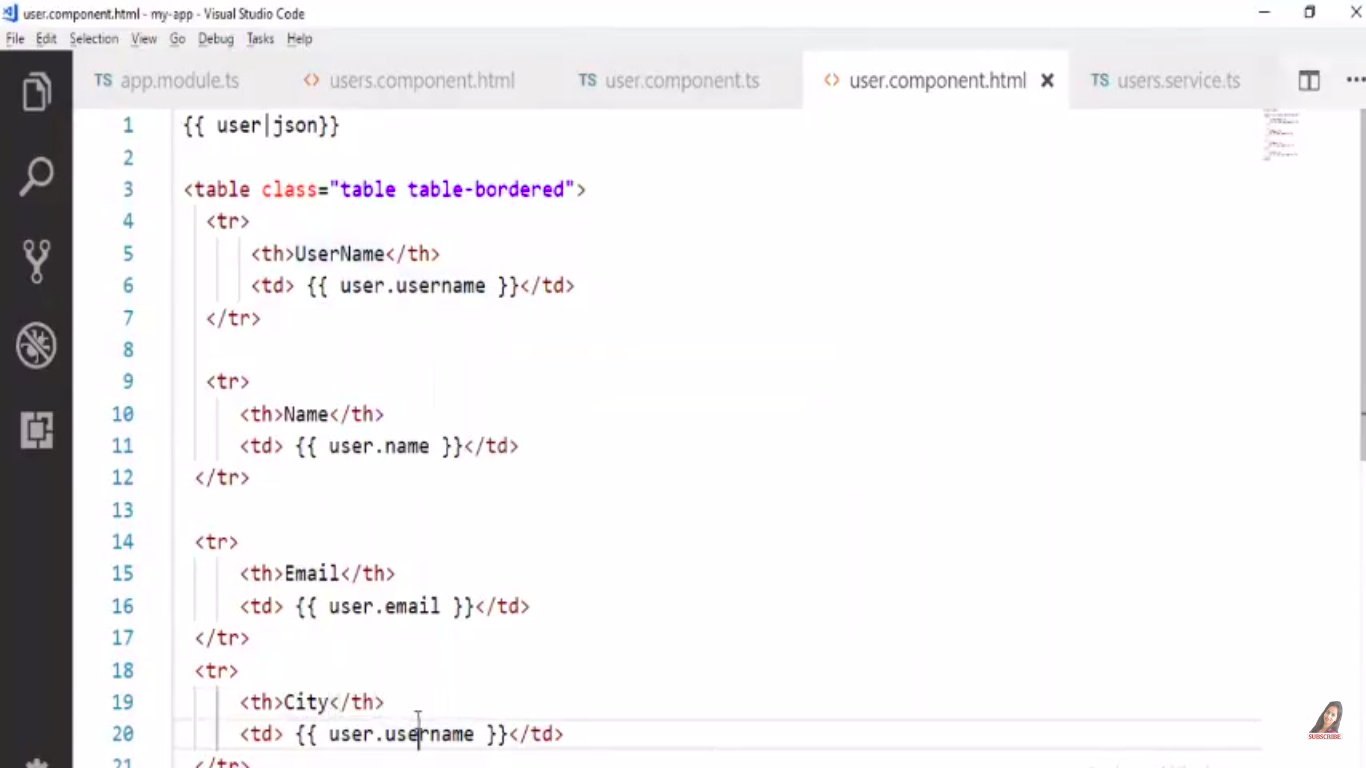 user.component.html - my-app - Visual Studio Code
File Edit Selection View Go Debug Tasks Help
TS app.module.ts <> users.component.html TS user.component.ts <> user.component.html TS users.service.ts
1 {{ user|json}}
2
3 <table class="table table-bordered">
4 <tr>
5 <th>UserName</th>
6 <td> {{ user.username }}</td>
7 </tr>
8
9 <tr>
10 <th>Name</th>
11 <td> {{ user.name }}</td>
12 </tr>
13
14 <tr>
15 <th>Email</th>
16 <td> {{ user.email }}</td>
17 </tr>
18 <tr>
19 <th>City</th>
20 <td> {{ user.username }}</td>
21 </tr>
SUBSCRIBE